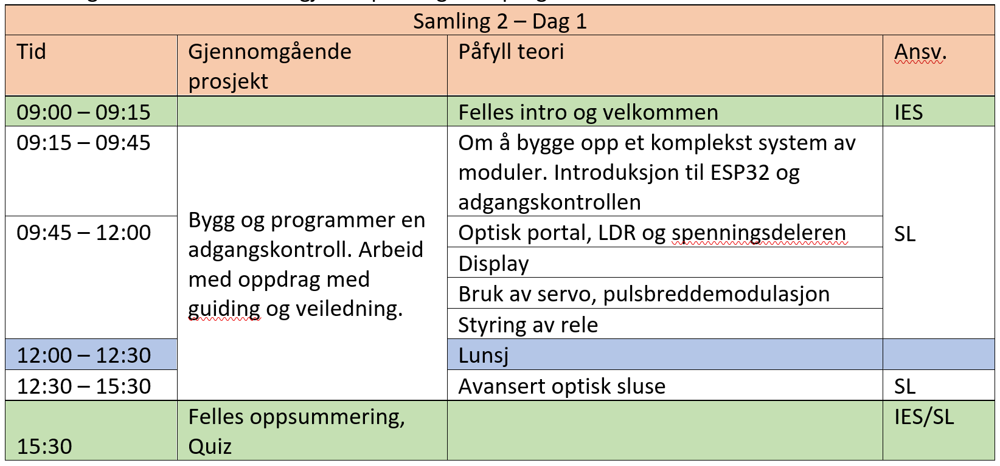 Samling 2 – Dag 1
Tid
Gjennomgående
prosjekt
Påfyll teori
Ansv.
09:00 – 09:15
Felles intro og velkommen
IES
09:15 – 09:45
Om å bygge opp et komplekst system av
moduler. Introduksjon til ESP32 og
adgangskontrollen
Bygg og programmer en
adgangskontroll. Arbeid
med oppdrag med
guiding og veiledning.
09:45 – 12:00
Optisk portal, LDR og spenningsdeleren
SL
Display
Bruk av servo, pulsbreddemodulasjon
Styring av rele
12:00 – 12:30
Lunsj
12:30 – 15:30
Avansert optisk sluse
SL
15:30
Felles oppsummering,
Quiz
IES/SL